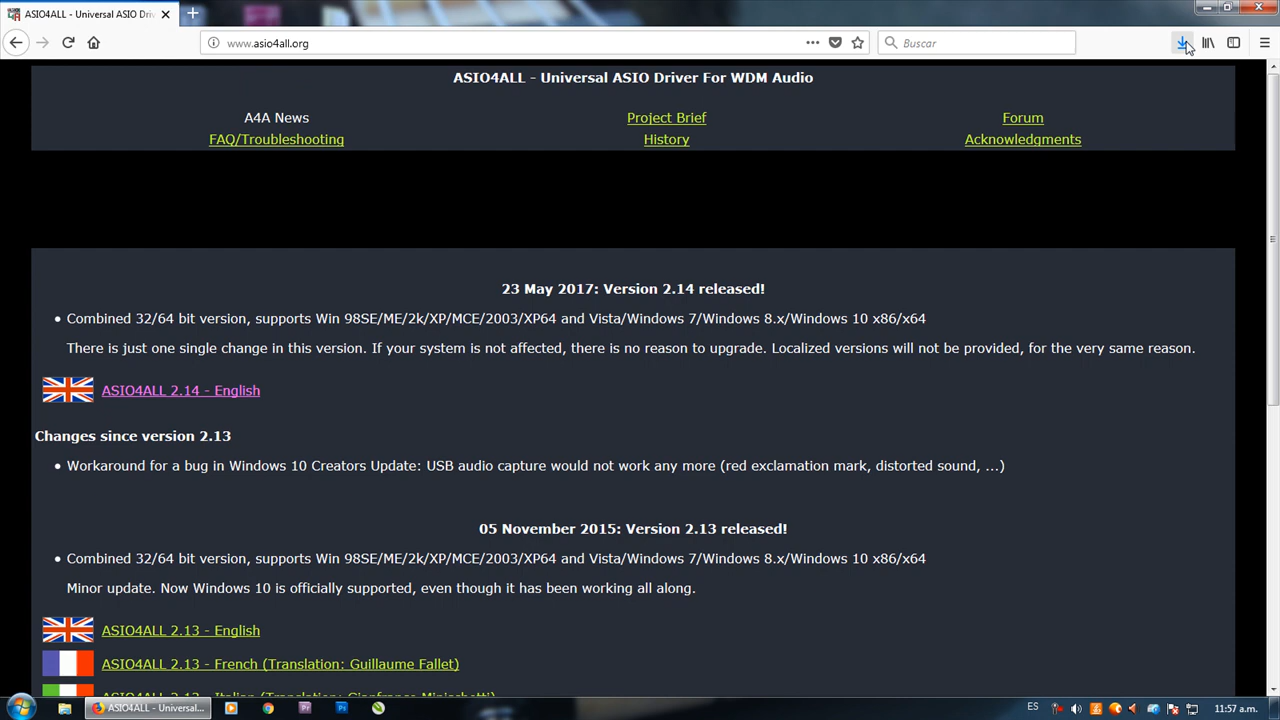 ASIO4ALL - Universal ASIO Driv
www.asio4all.org
Buscar
ASIO4ALL - Universal ASIO Driver For WDM Audio
A4A News
Project Brief
Forum
FAQ/Troubleshooting
History
Acknowledgments
23 May 2017: Version 2.14 released!
• Combined 32/64 bit version, supports Win 98SE/ME/2k/XP/MCE/2003/XP64 and Vista/Windows 7/Windows 8.x/Windows 10 x86/x64
There is just one single change in this version. If your system is not affected, there is no reason to upgrade. Localized versions will not be provided, for the very same reason.
ASIO4ALL 2.14 - English
Changes since version 2.13
• Workaround for a bug in Windows 10 Creators Update: USB audio capture would not work any more (red exclamation mark, distorted sound, ...)
05 November 2015: Version 2.13 released!
• Combined 32/64 bit version, supports Win 98SE/ME/2k/XP/MCE/2003/XP64 and Vista/Windows 7/Windows 8.x/Windows 10 x86/x64
Minor update. Now Windows 10 is officially supported, even though it has been working all along.
ASIO4ALL 2.13 - English
ASIO4ALL 2.13 - French (Translation: Guillaume Fallet)
ASIO4ALL 2.13 - Italian (Translation: Gianfranco
ASIO4ALL - Universal...
Pr
Ps
ES
11:57 a.m.